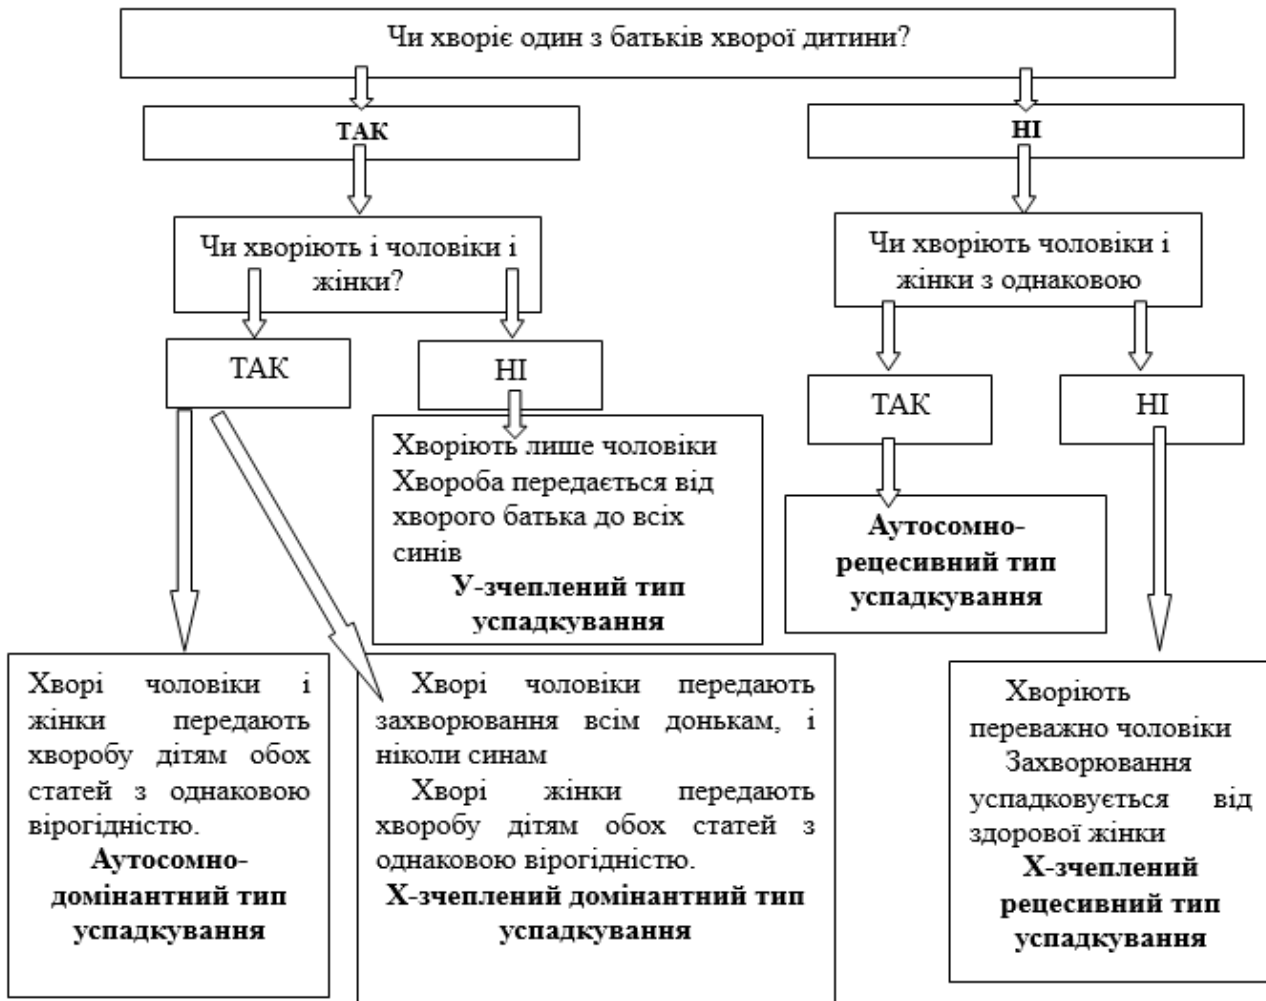 Чи хворіє один з батьків хворої дитини?
ТАК
НІ
Чи хворіють і чоловіки і
жінки?
Чи хворіють чоловіки і
жінки з однаковою
ТАК
НІ
ТАК
НІ
Хворіють лише чоловіки
Хвороба передається від
хворого батька до всіх
синів
У-зчеплений тип
успадкування
Аутосомно-
рецесивний тип
успадкування
Хворі чоловіки і
жінки передають
хворобу дітям обох
статей з однаковою
вірогідністю.
Аутосомно-
домінантний тип
успадкування
Хворі чоловіки передають
захворювання всім донькам, і
ніколи синам
Хворі жінки передають
хворобу дітям обох статей з
однаковою вірогідністю.
Х-зчеплений домінантний тип
успадкування
Хворіють
переважно чоловіки
Захворювання
успадковується від
здорової жінки
Х-зчеплений
рецесивний тип
успадкування